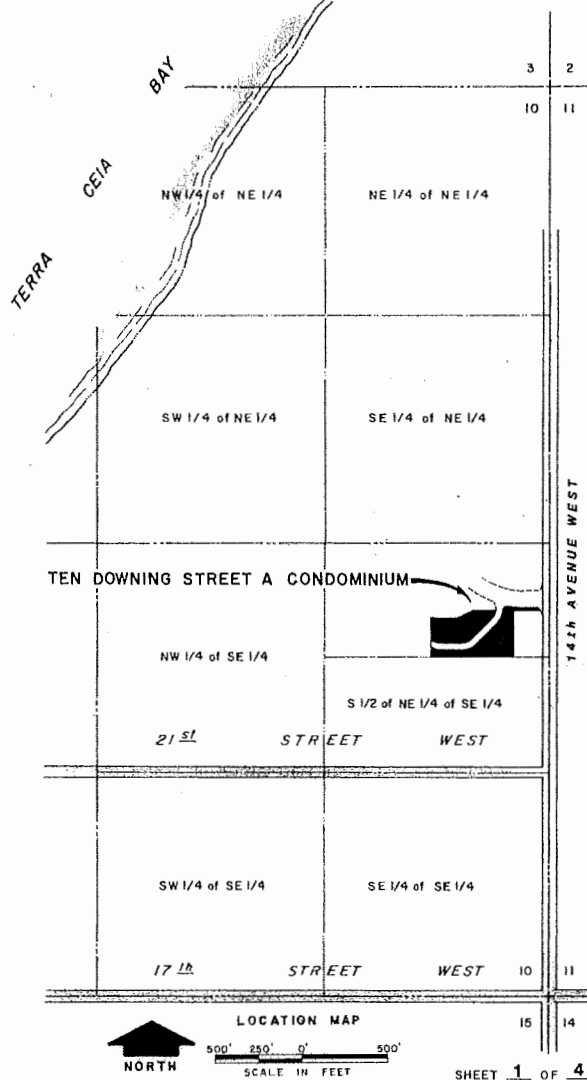 BAY
3 2
10 11
CEIA
NW 1/4 of NE 1/4
NE 1/4 of NE 1/4
TERRA
SW 1/4 of NE 1/4
SE 1/4 of NE 1/4
14th AVENUE WEST
TEN DOWNING STREET A CONDOMINIUM
NW 1/4 of SE 1/4
S 1/2 of NE 1/4 of SE 1/4
21 st STREET WEST
SW 1/4 of SE 1/4
SE 1/4 of SE 1/4
17 th STREET WEST
10 11
15 14
LOCATION MAP
NORTH
500' 250' 0' 500'
SCALE IN FEET
SHEET 1 OF 4